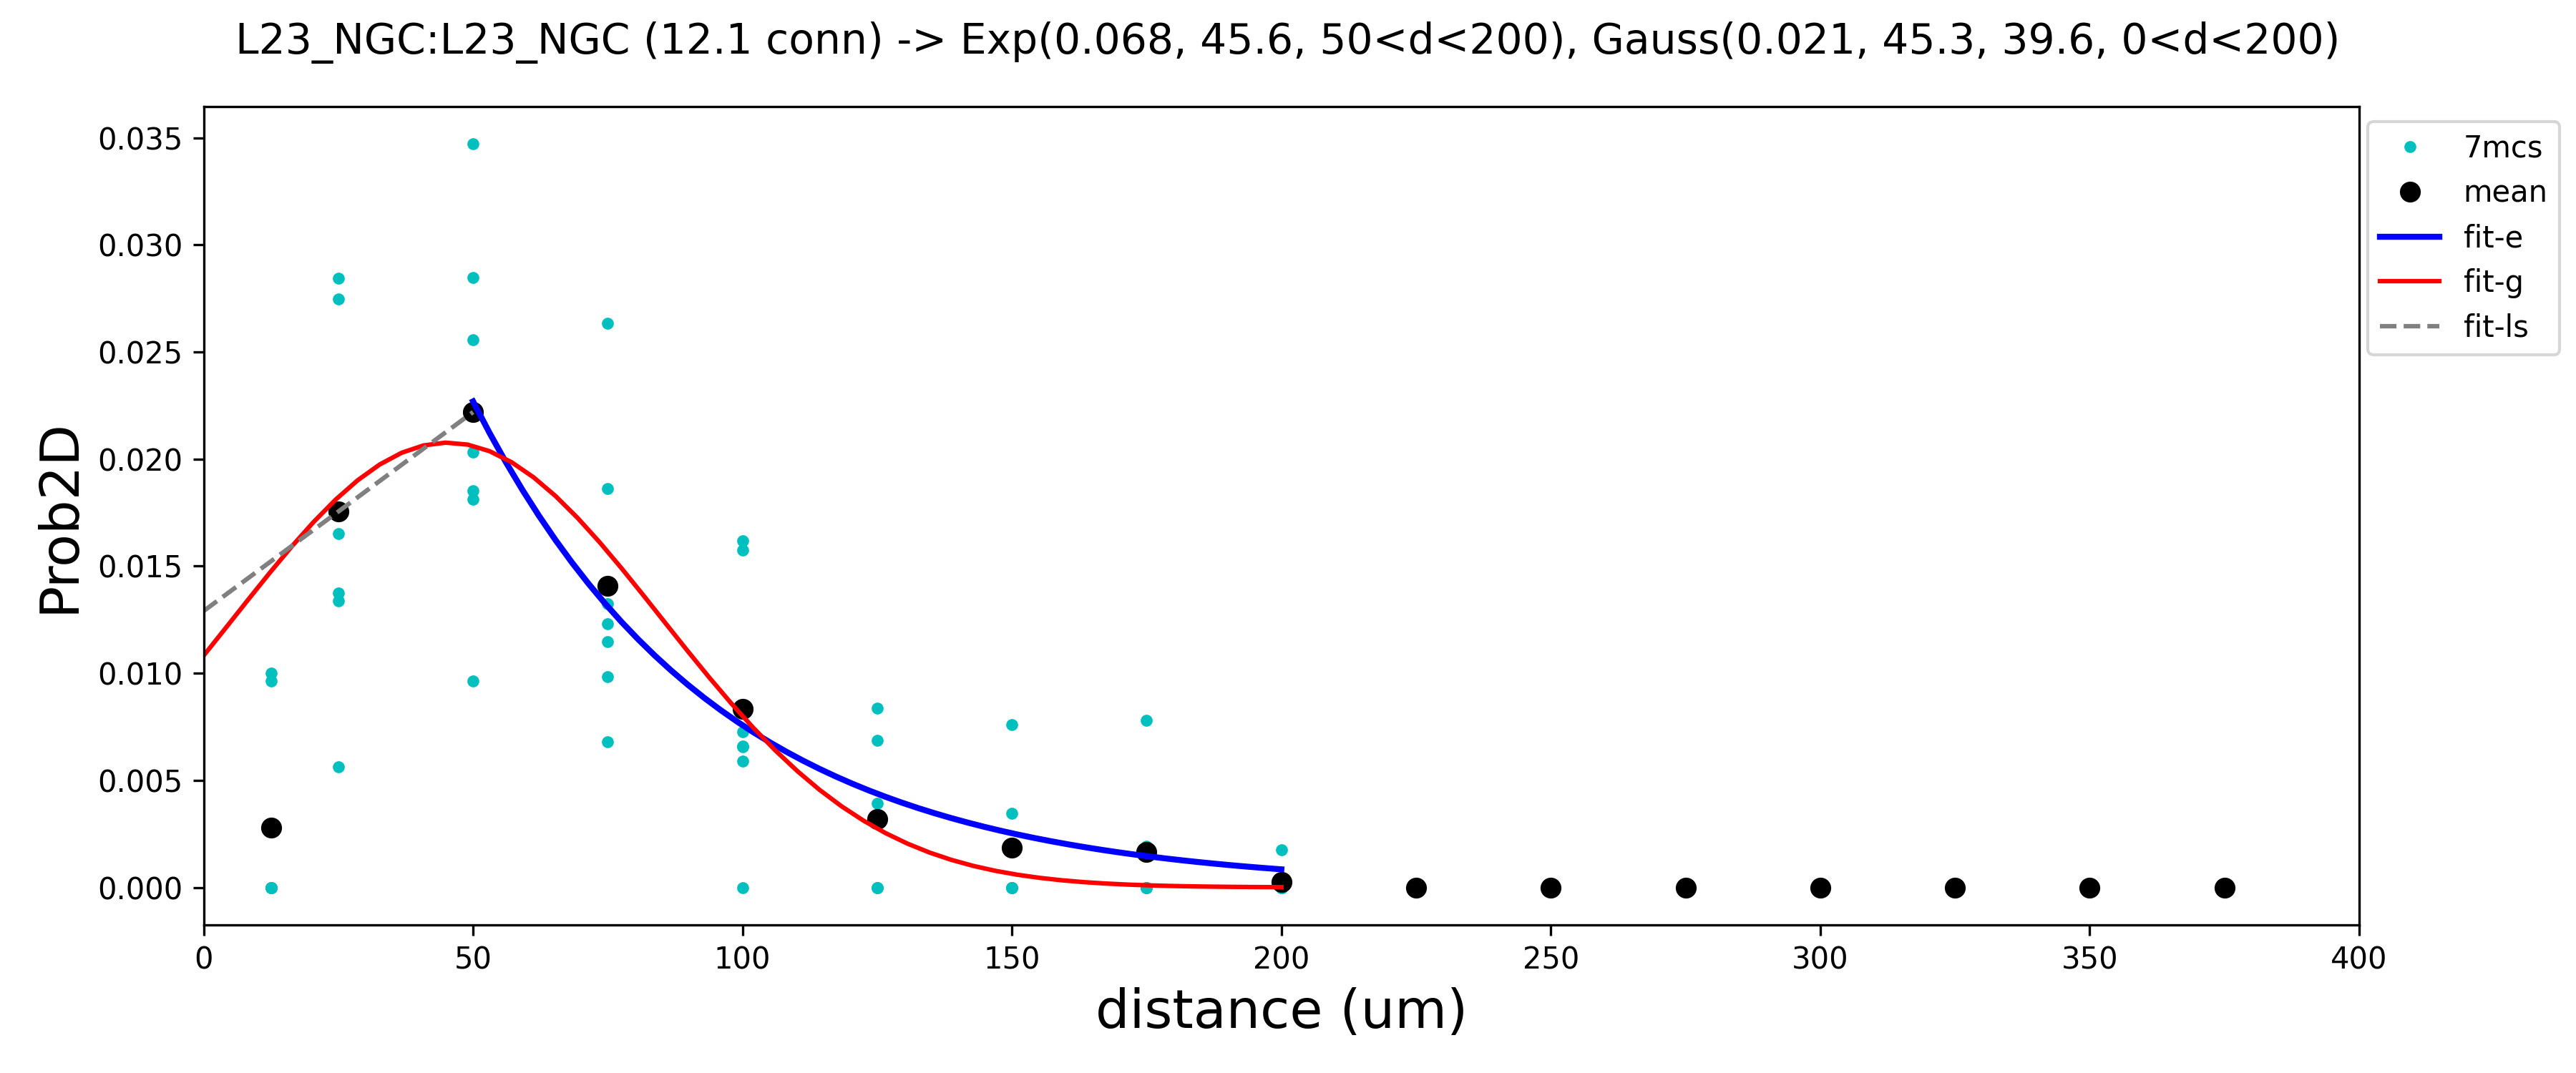 L23_NGC:L23_NGC (12.1 conn) -> Exp(0.068, 45.6, 50<d<200), Gauss(0.021, 45.3, 39.6, 0<d<200)
Prob2D
0.035
0.030
0.025
0.020
0.015
0.010
0.005
0.000
0
50
100
150
200
250
300
350
400
distance (um)
7mcs
mean
fit-e
fit-g
fit-ls